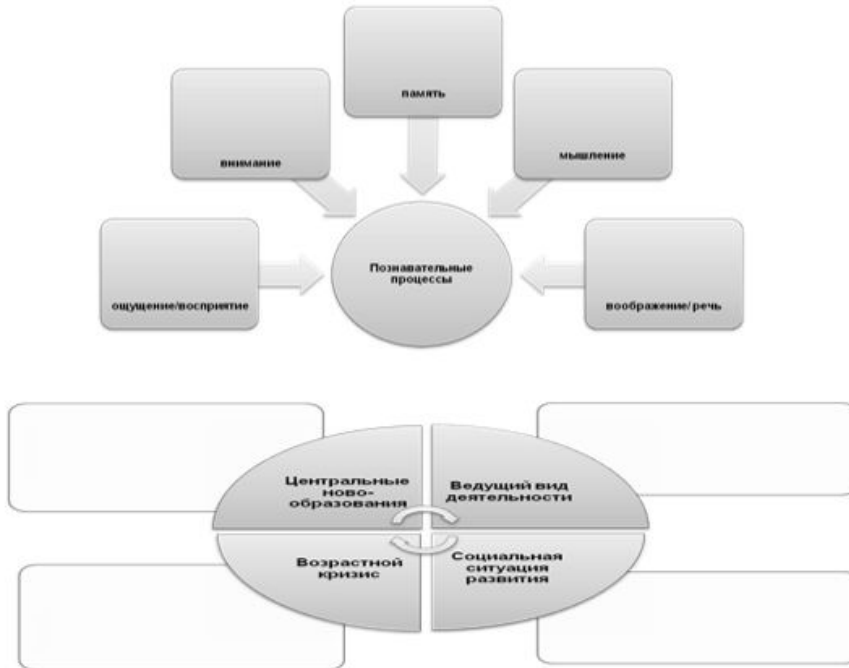 память
внимание
мышление
Познавательные
процессы
ощущение/восприятие
воображение/ речь
Центральные
ново-
образования
Ведущий вид
деятельности
Возрастной
кризис
Социальная
ситуация
развития